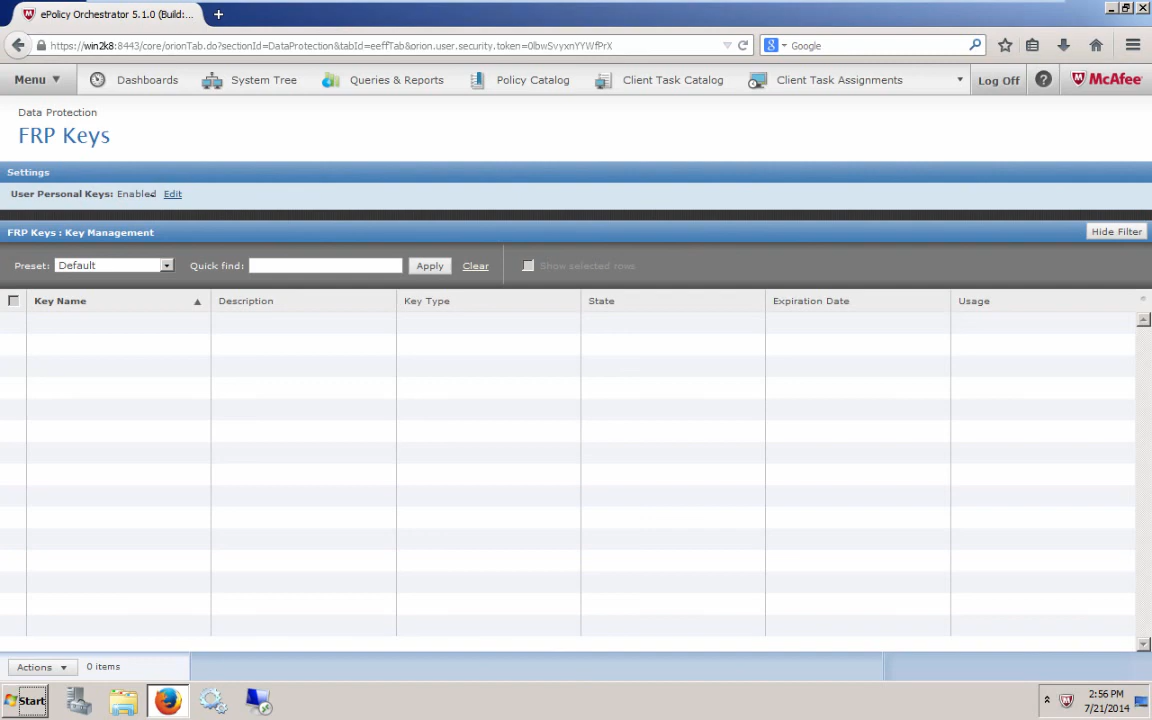 ePolicy Orchestrator 5.1.0 (Build:...
https://win2k8:8443/core/orionTab.do?sectionId=DataProtection&tabId=eeffTab&orion.user.security.token=0lbwSvyxnYYWfPrX
Google
Menu
Dashboards
System Tree
Queries & Reports
Policy Catalog
Client Task Catalog
Client Task Assignments
Log Off
McAfee
Data Protection
FRP Keys
Settings
User Personal Keys: Enabled Edit
FRP Keys : Key Management
Hide Filter
Preset: Default
Quick find:
Apply
Clear
Show selected rows
Key Name
Description
Key Type
State
Expiration Date
Usage
Actions
0 items
Start
2:56 PM
7/21/2014